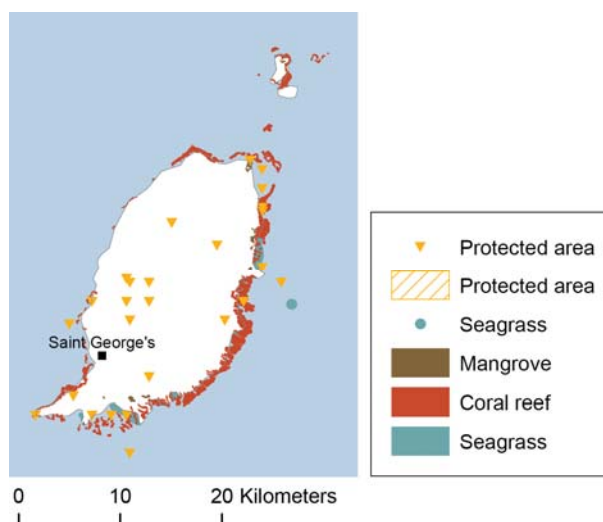 Saint George's
Protected area
Protected area
Seagrass
Mangrove
Coral reef
Seagrass
0 10 20 Kilometers